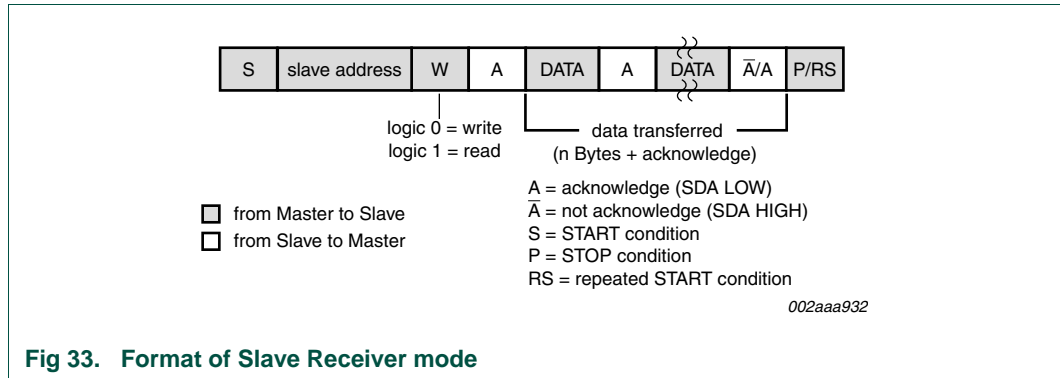 S slave address W A DATA A DATA A̅/A P/RS
logic 0 = write
logic 1 = read
data transferred
(n Bytes + acknowledge)
A = acknowledge (SDA LOW)
A̅ = not acknowledge (SDA HIGH)
S = START condition
P = STOP condition
RS = repeated START condition
from Master to Slave
from Slave to Master
002aaa932
Fig 33. Format of Slave Receiver mode